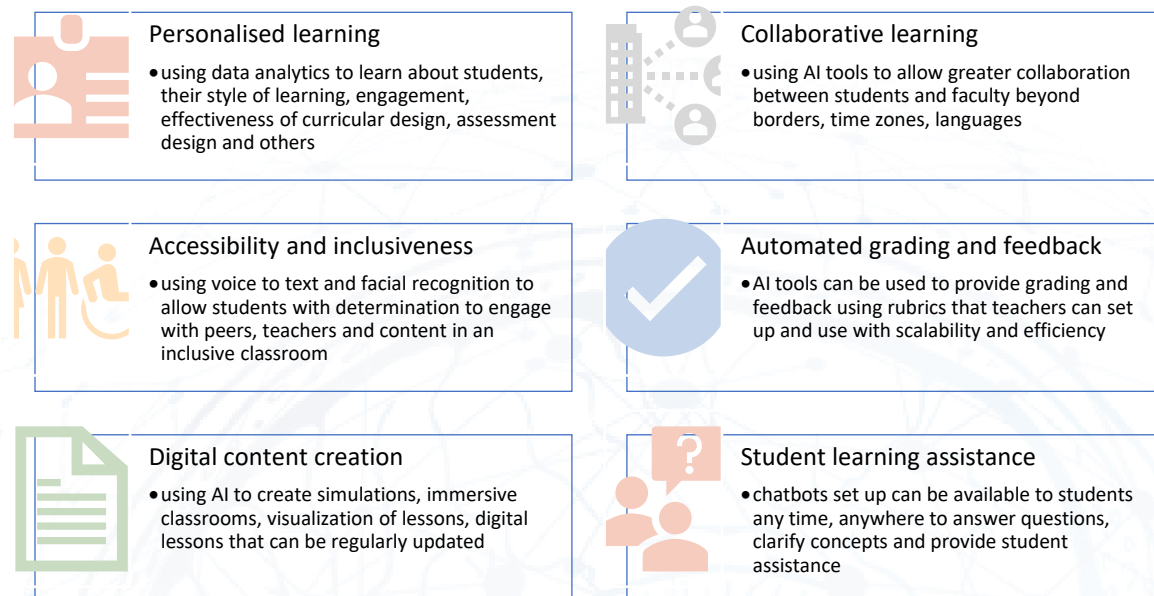 Personalised learning
•using data analytics to learn about students,
their style of learning, engagement,
effectiveness of curricular design, assessment
design and others
Collaborative learning
•using AI tools to allow greater collaboration
between students and faculty beyond
borders, time zones, languages
Accessibility and inclusiveness
•using voice to text and facial recognition to
allow students with determination to engage
with peers, teachers and content in an
inclusive classroom
Automated grading and feedback
•AI tools can be used to provide grading and
feedback using rubrics that teachers can set
up and use with scalability and efficiency
Digital content creation
•using AI to create simulations, immersive
classrooms, visualization of lessons, digital
lessons that can be regularly updated
?
Student learning assistance
•chatbots set up can be available to students
any time, anywhere to answer questions,
clarify concepts and provide student
assistance